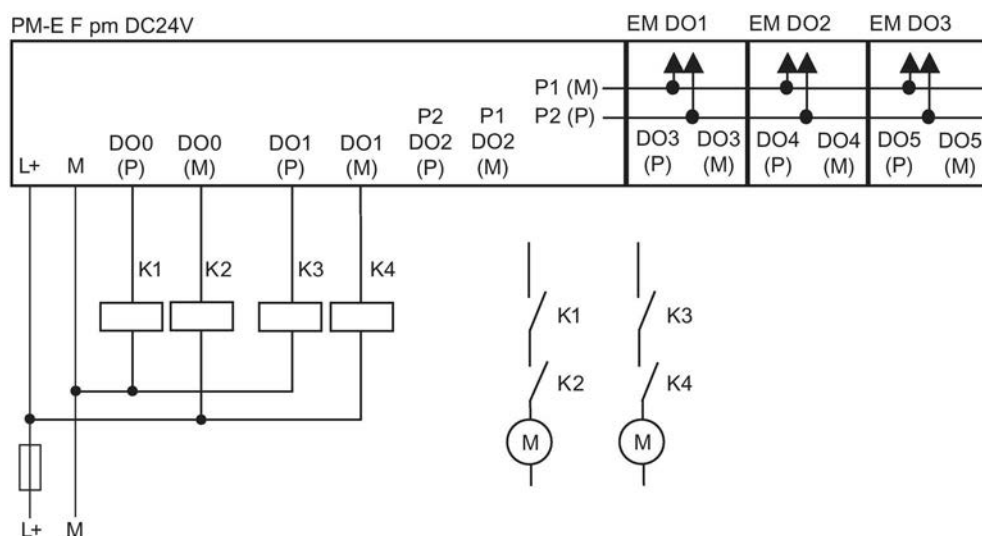 PM-E F pm DC24V
EM DO1
EM DO2
EM DO3
P1 (M)
P2 (P)
L+
M
DO0
(P)
DO0
(M)
DO1
(P)
DO1
(M)
P2
DO2
(P)
P1
DO2
(M)
DO3
(P)
DO3
(M)
DO4
(P)
DO4
(M)
DO5
(P)
DO5
(M)
K1
K2
K3
K4
K1
K3
K2
K4
M
M
L+
M